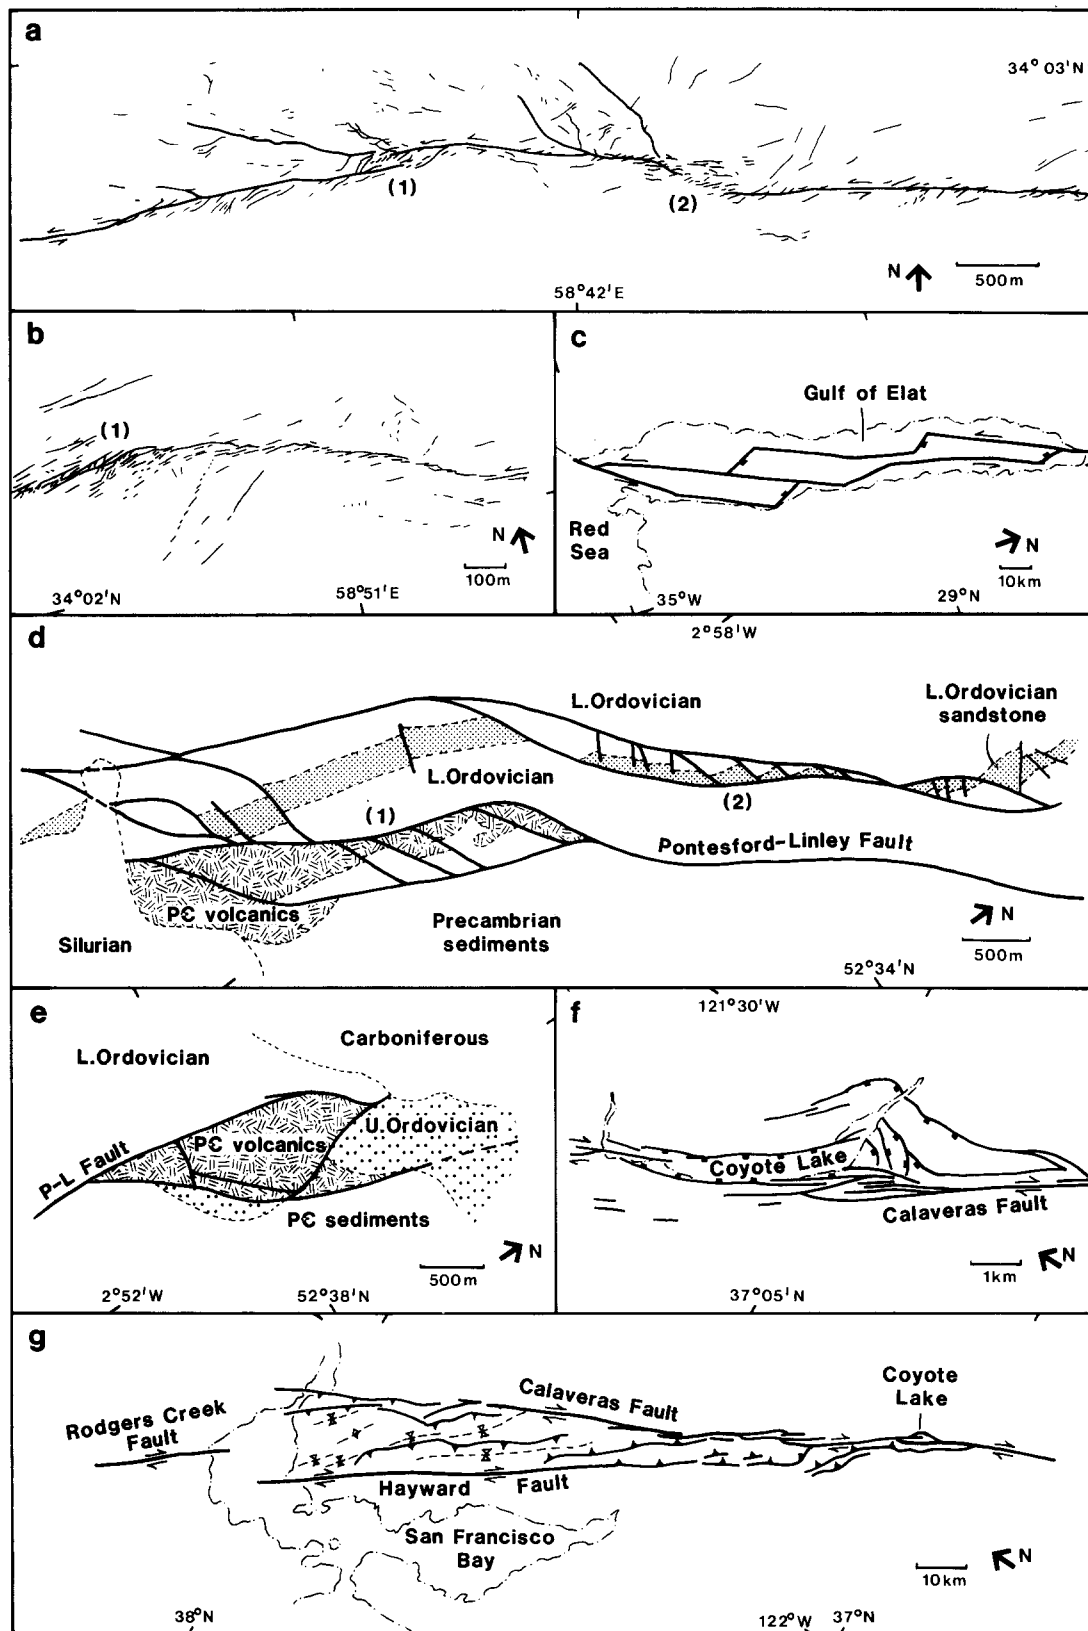 a
34° 03'N
(1)
(2)
N
500m
58°42'E
b
(1)
N
100m
34°02'N
58°51'E
c
Gulf of Elat
Red
Sea
N
10km
35°W
29°N
d
2°58'W
L.Ordovician
L.Ordovician
sandstone
L.Ordovician
(1)
(2)
Pontesford-Linley Fault
PЄ volcanics
Silurian
Precambrian
sediments
N
500m
52°34'N
e
Carboniferous
L.Ordovician
U.Ordovician
PЄ volcanics
P-L Fault
PЄ sediments
N
500m
2°52'W
52°38'N
f
121°30'W
Coyote Lake
Calaveras Fault
N
1km
37°05'N
g
Coyote
Lake
Calaveras Fault
Rodgers Creek
Fault
Hayward Fault
San Francisco
Bay
N
10km
38°N
122°W 37°N